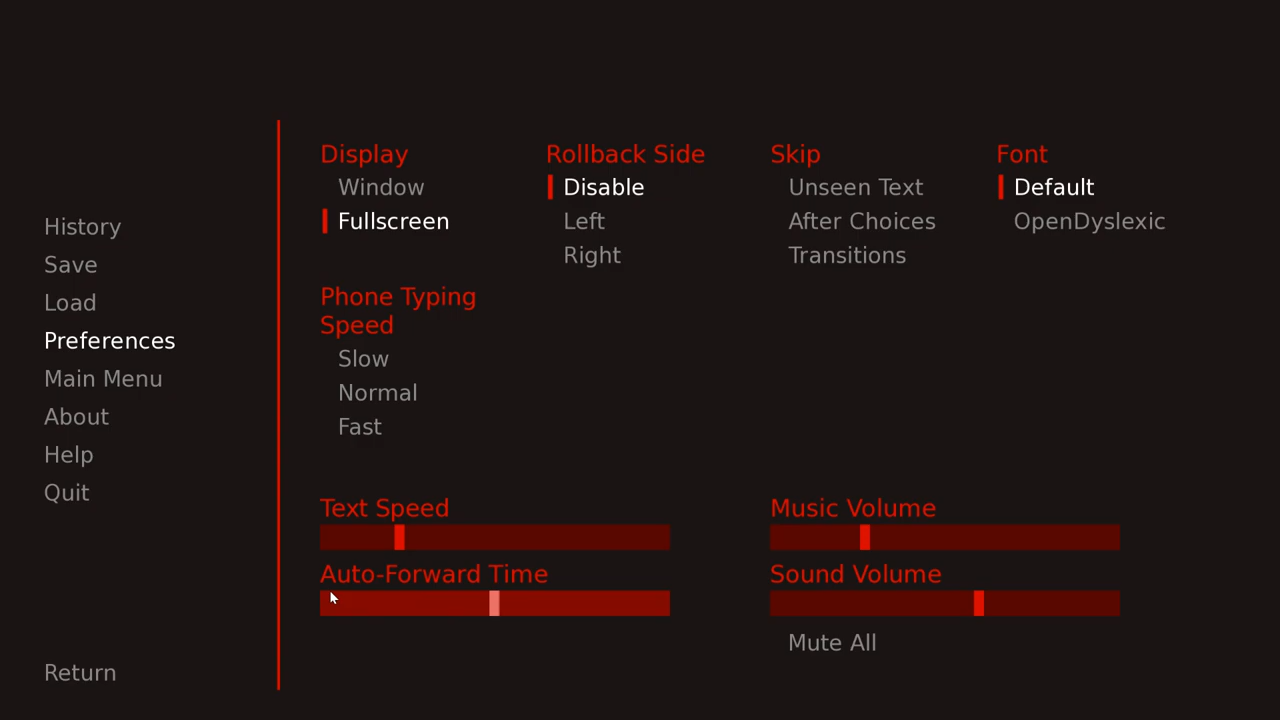 History
Save
Load
Preferences
Main Menu
About
Help
Quit
Return
Display
Window
Fullscreen
Rollback Side
Disable
Left
Right
Skip
Unseen Text
After Choices
Transitions
Font
Default
OpenDyslexic
Phone Typing
Speed
Slow
Normal
Fast
Text Speed
Auto-Forward Time
Music Volume
Sound Volume
Mute All